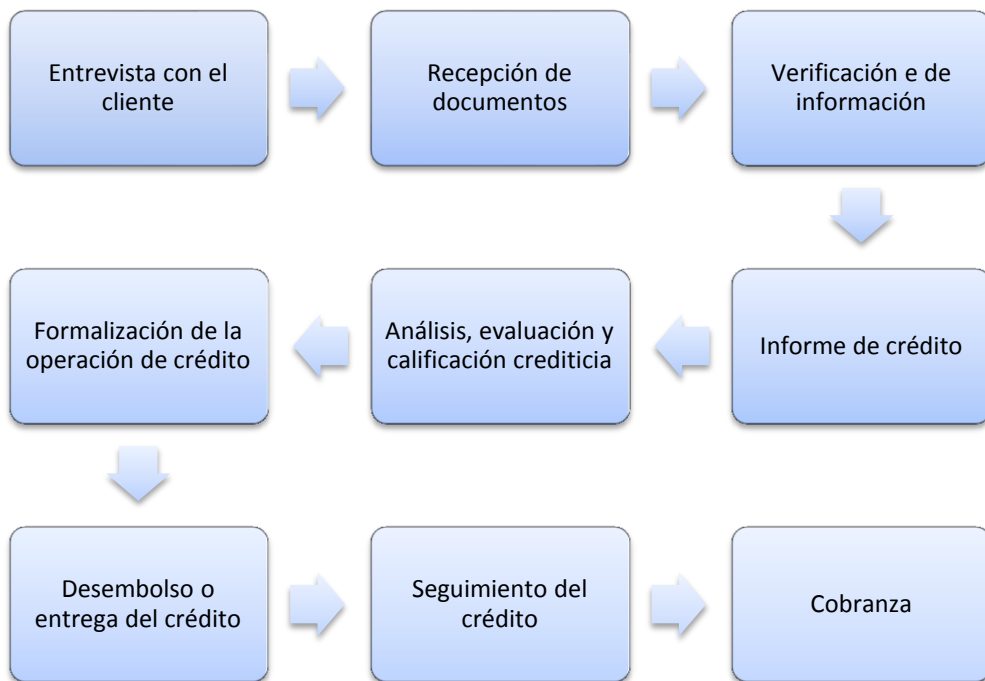 Entrevista con el
cliente
Recepción de
documentos
Verificación e de
información
Informe de crédito
Análisis, evaluación y
calificación crediticia
Formalización de la
operación de crédito
Desembolso o
entrega del crédito
Seguimiento del
crédito
Cobranza